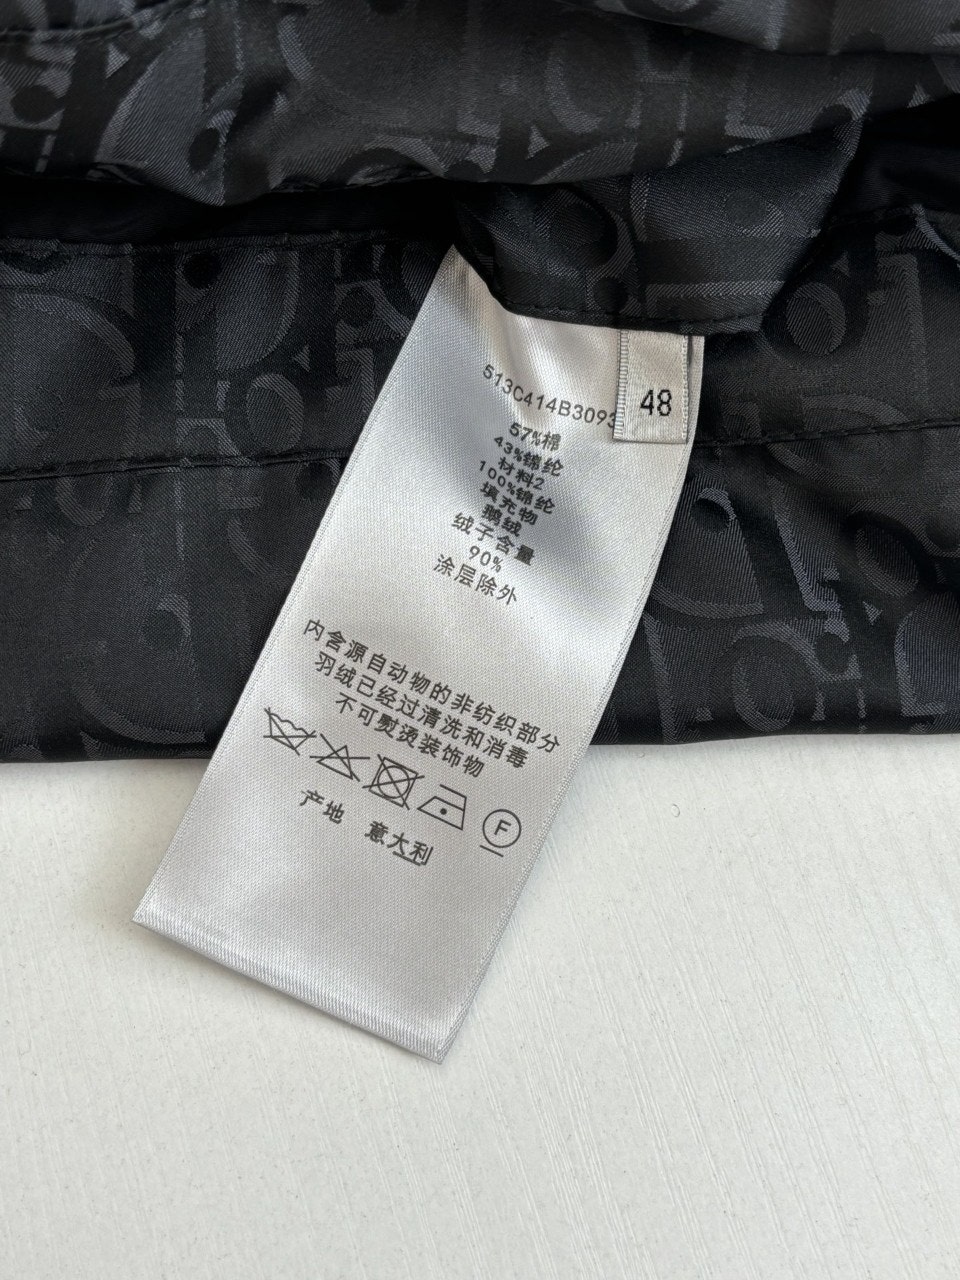 513C414B3093
48
57%棉
43%锦纶
材料2
100%锦纶
填充物
鹅绒
绒子含量
90%
涂层除外
内含源自动物的非纺织部分
羽绒已经过清洗和消毒
不可熨烫装饰物
F
产地 意大利